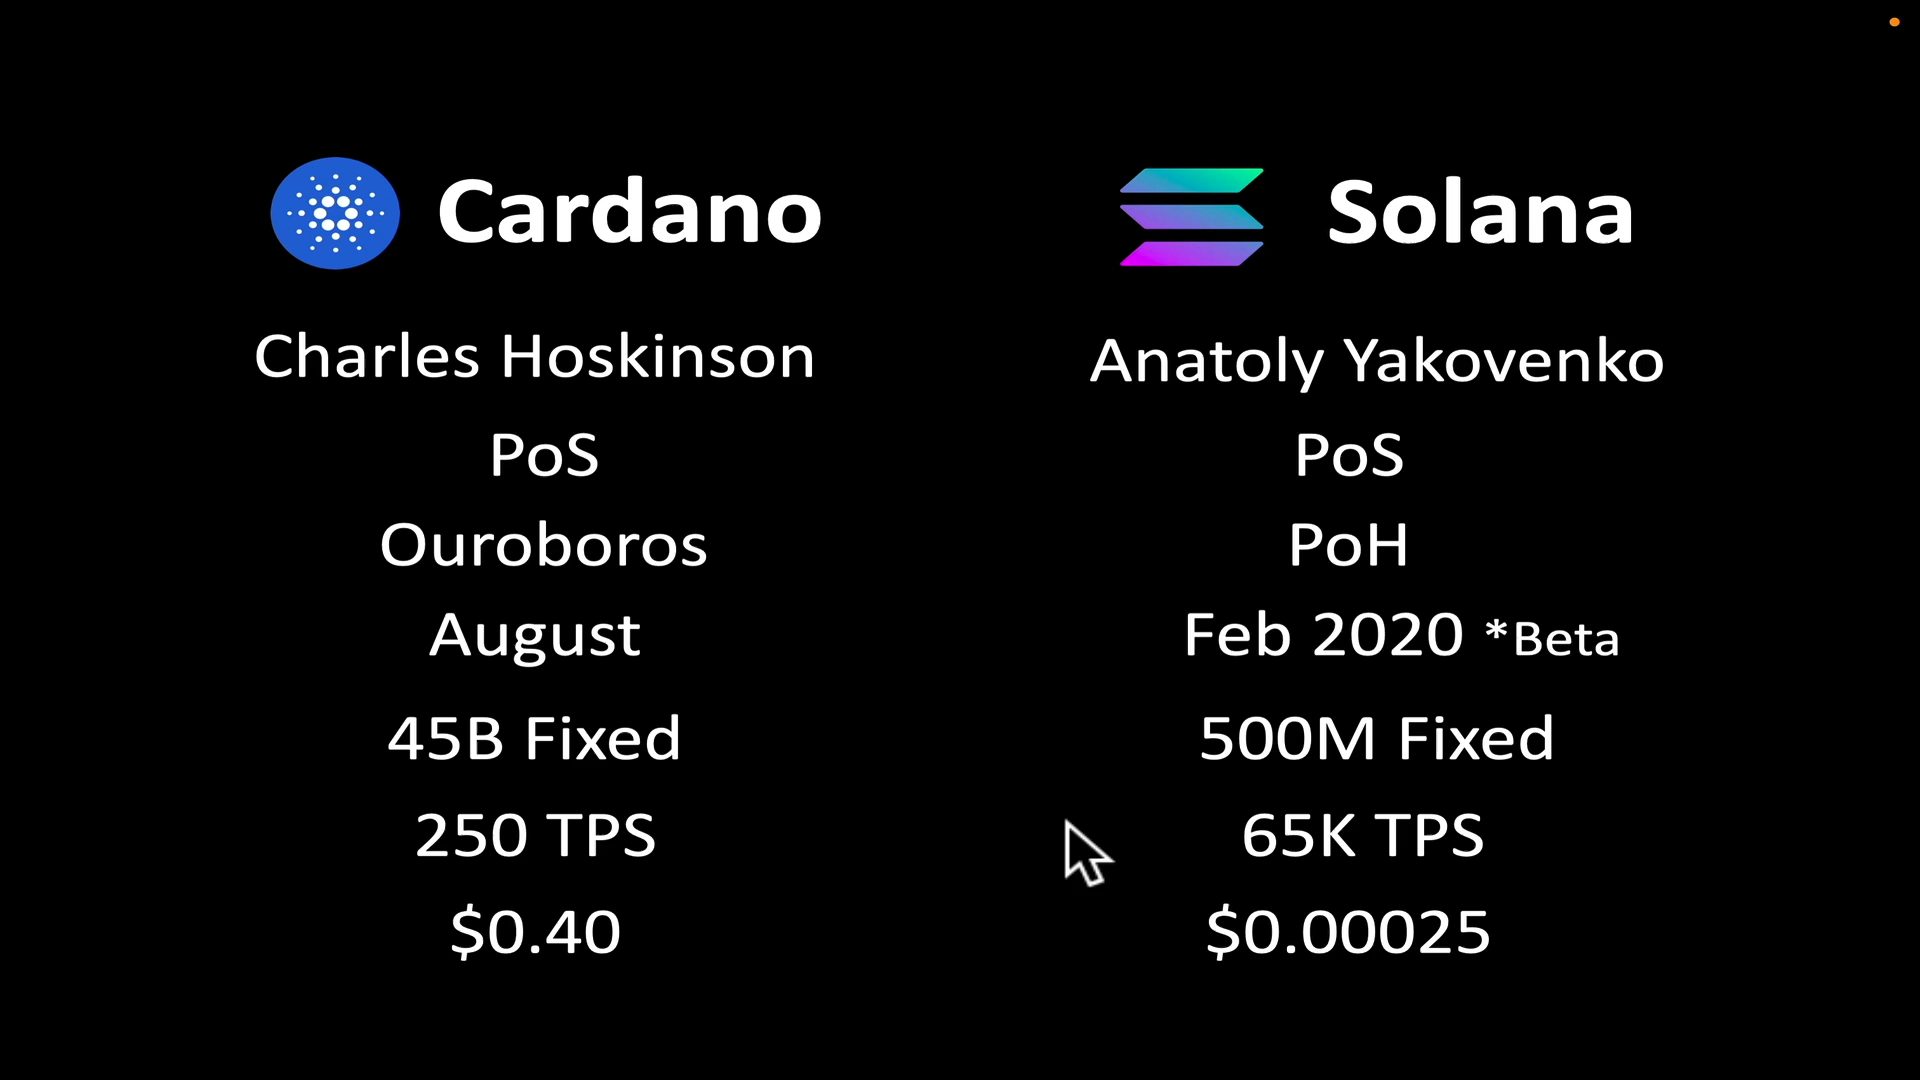 Cardano
Solana
Charles Hoskinson
Anatoly Yakovenko
PoS
PoS
Ouroboros
PoH
August
Feb 2020 *Beta
45B Fixed
500M Fixed
250 TPS
65K TPS
$0.40
$0.00025